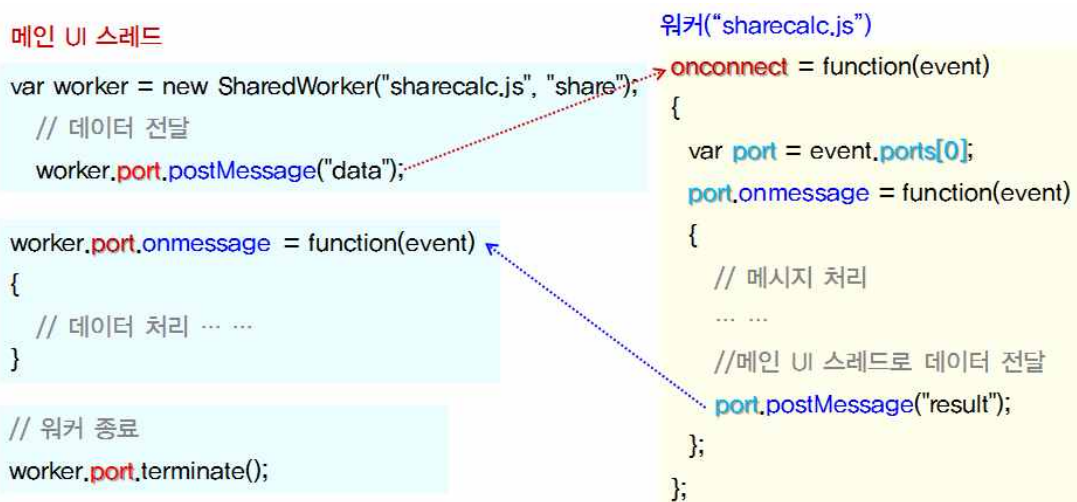 메인 UI 스레드
var worker = new SharedWorker("sharecalc.js", "share");
// 데이터 전달
worker.port.postMessage("data");
worker.port.onmessage = function(event)
{
// 데이터 처리 … …
}
// 워커 종료
worker.port.terminate();
워커("sharecalc.js")
onconnect = function(event)
{
var port = event.ports[0];
port.onmessage = function(event)
{
// 메시지 처리
… …
//메인 UI 스레드로 데이터 전달
port.postMessage("result");
};
};